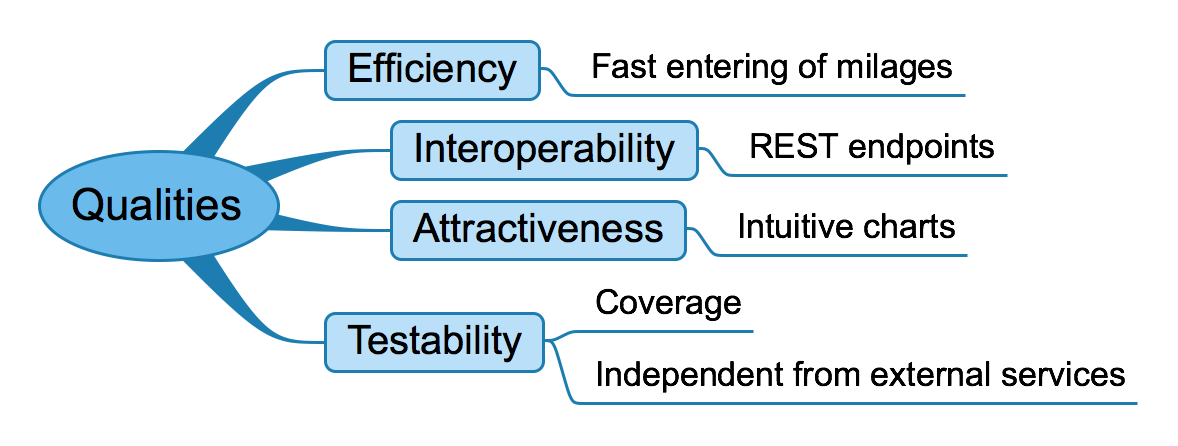 Qualities
Efficiency
Fast entering of milages
Interoperability
REST endpoints
Attractiveness
Intuitive charts
Testability
Coverage
Independent from external services